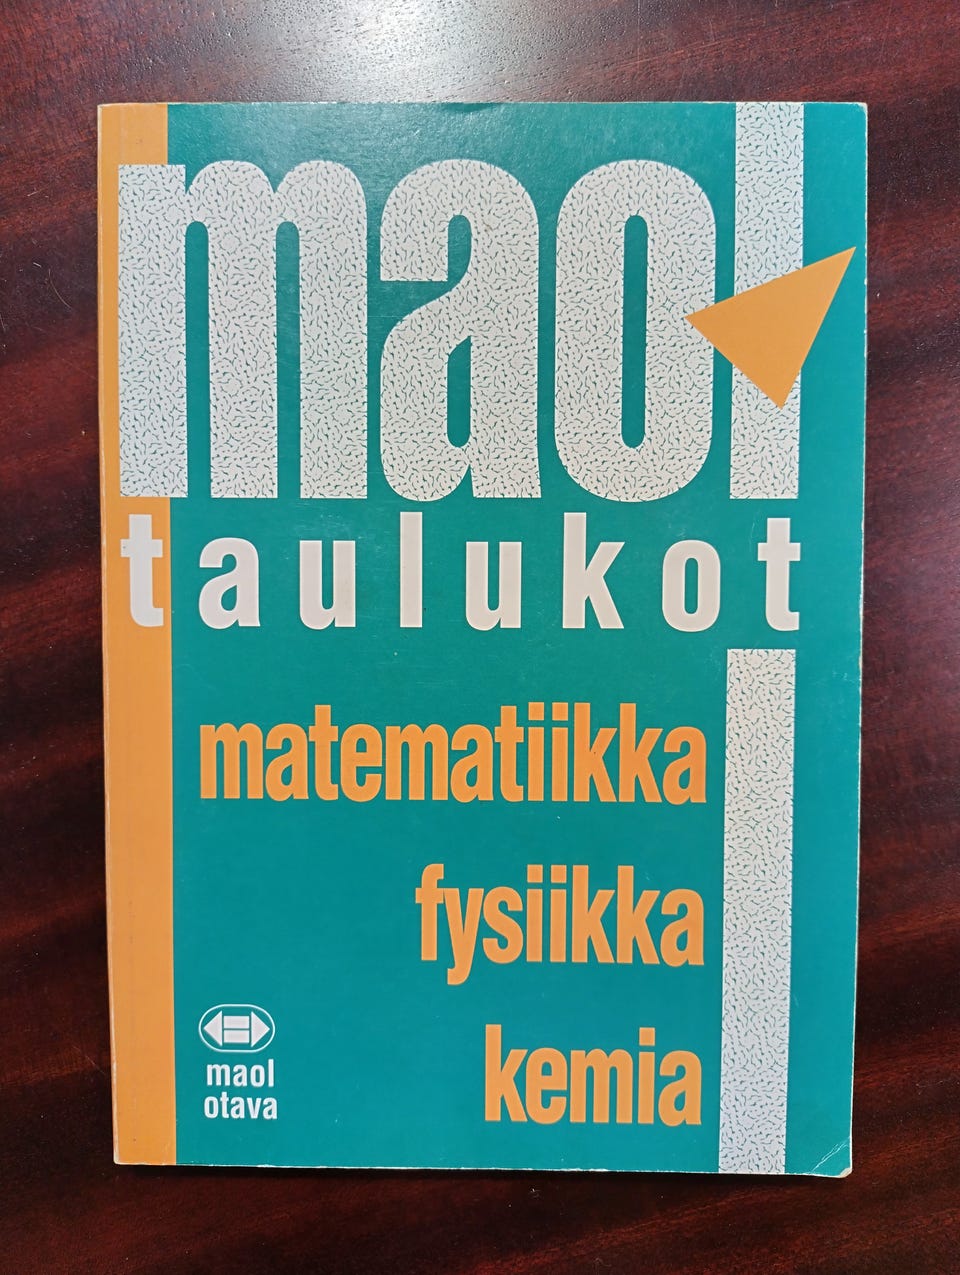 maol
taulukot
matematiikka
fysiikka
kemia
maol
otava